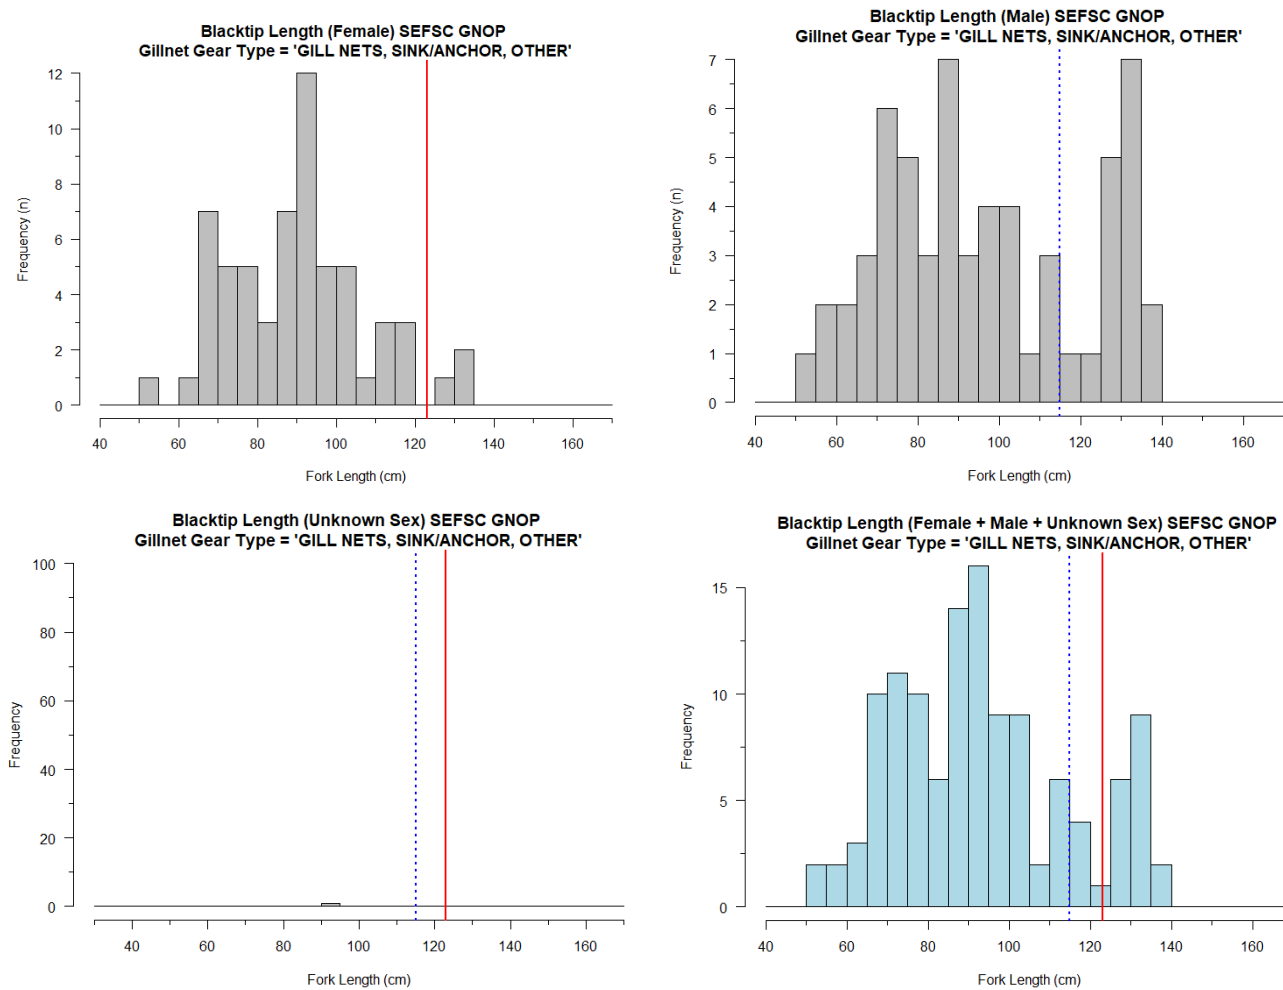 Blacktip Length (Female) SEFSC GNOP
Gillnet Gear Type = 'GILL NETS, SINK/ANCHOR, OTHER'
12
10
8
6
4
2
0
Frequency (n)
40 60 80 100 120 140 160
Fork Length (cm)
Blacktip Length (Male) SEFSC GNOP
Gillnet Gear Type = 'GILL NETS, SINK/ANCHOR, OTHER'
7
6
5
4
3
2
1
0
Frequency (n)
40 60 80 100 120 140 160
Fork Length (cm)
Blacktip Length (Unknown Sex) SEFSC GNOP
Gillnet Gear Type = 'GILL NETS, SINK/ANCHOR, OTHER'
100
80
60
40
20
0
Frequency
40 60 80 100 120 140 160
Fork Length (cm)
Blacktip Length (Female + Male + Unknown Sex) SEFSC GNOP
Gillnet Gear Type = 'GILL NETS, SINK/ANCHOR, OTHER'
15
10
5
0
Frequency
40 60 80 100 120 140 160
Fork Length (cm)